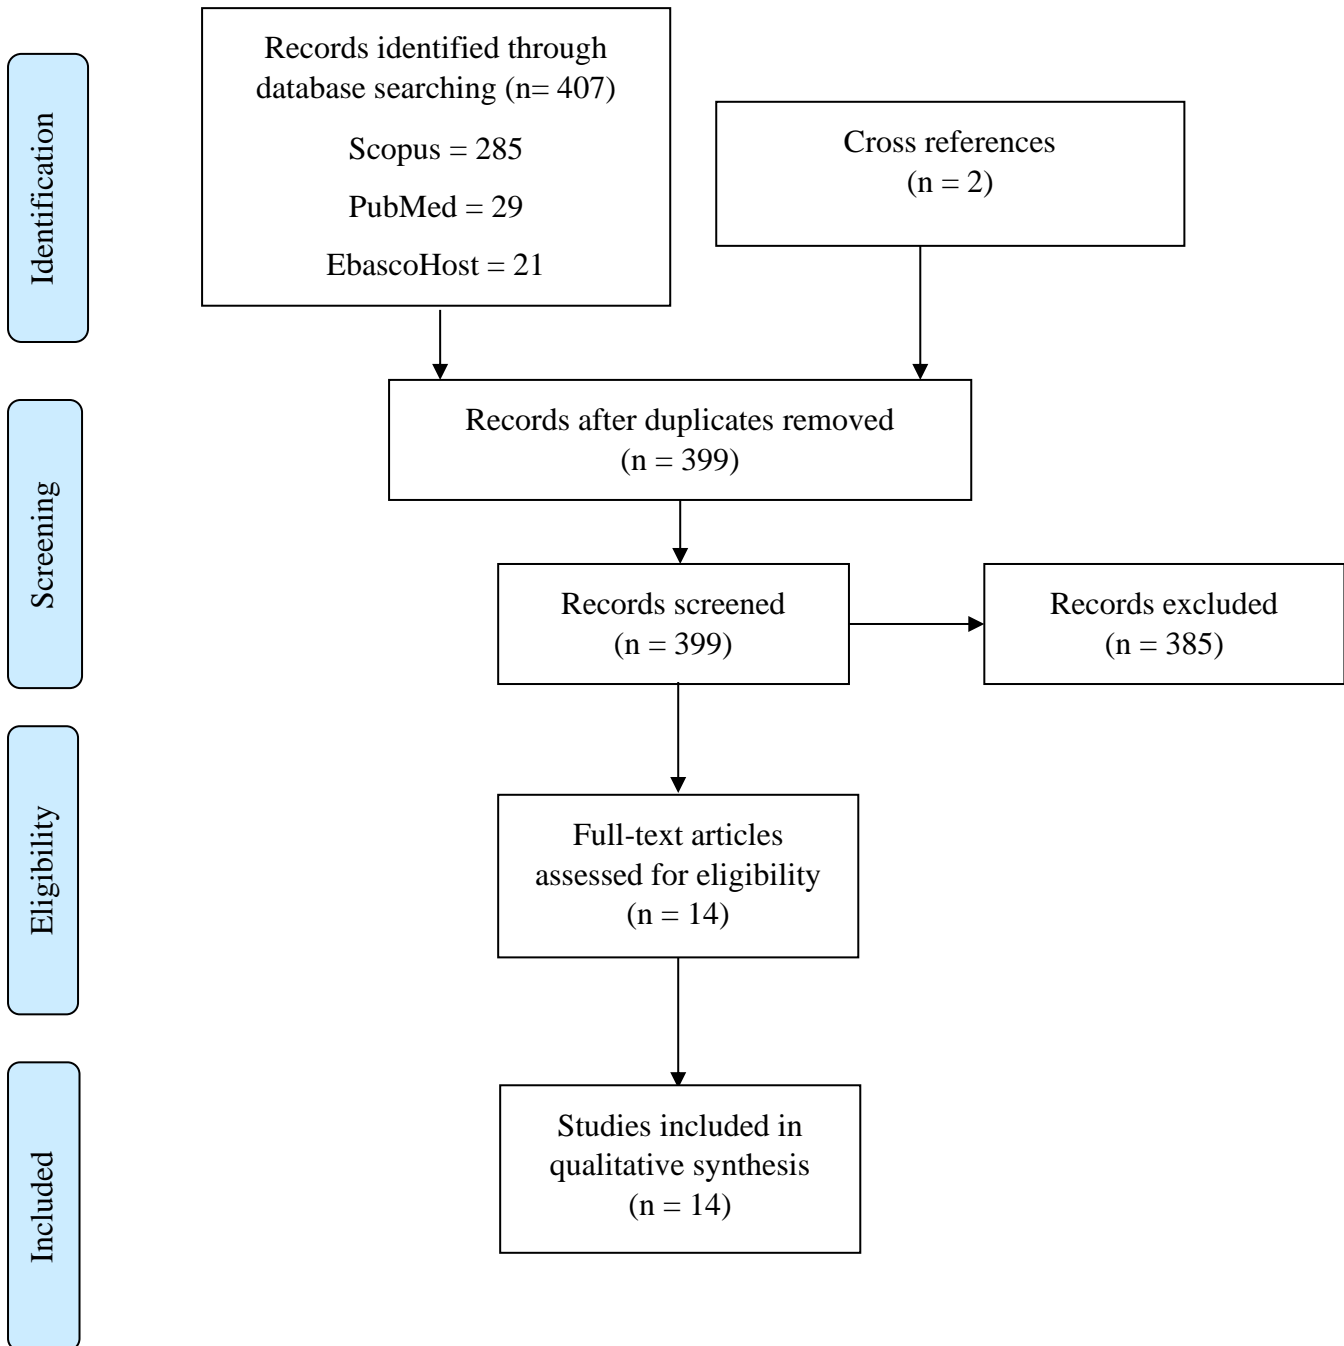 Identification
Records identified through
database searching (n= 407)
Scopus = 285
PubMed = 29
EbascoHost = 21
Cross references
(n = 2)
Screening
Records after duplicates removed
(n = 399)
Records screened
(n = 399)
Records excluded
(n = 385)
Eligibility
Full-text articles
assessed for eligibility
(n = 14)
Included
Studies included in
qualitative synthesis
(n = 14)